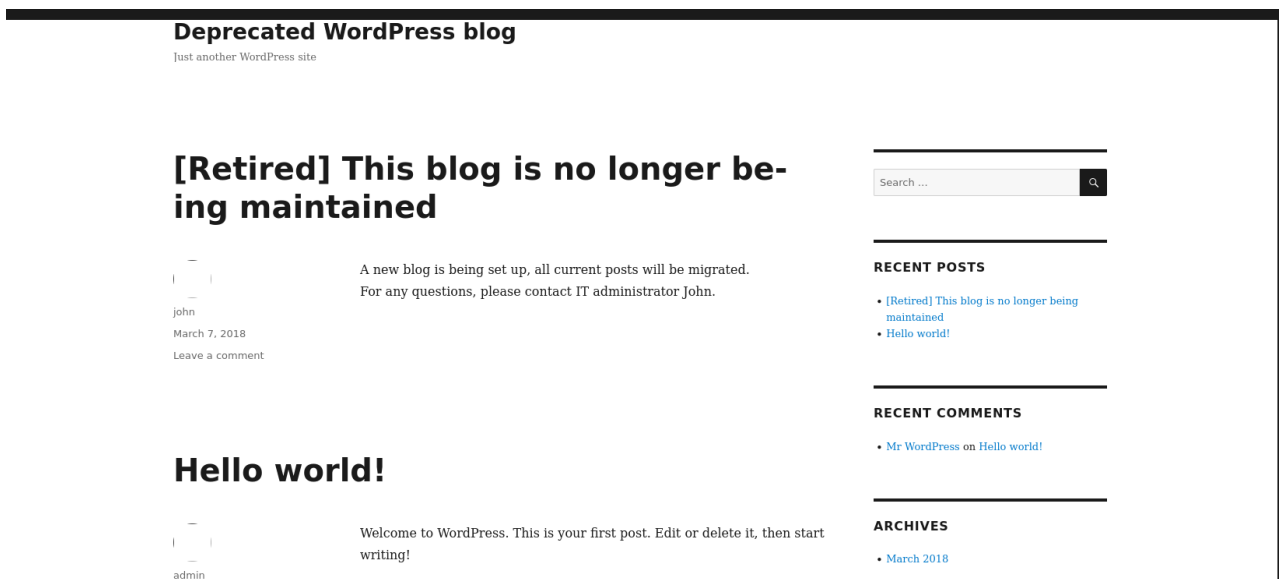 Deprecated WordPress blog
Just another WordPress site
[Retired] This blog is no longer be-
ing maintained
john
March 7, 2018
Leave a comment
A new blog is being set up, all current posts will be migrated.
For any questions, please contact IT administrator John.
Hello world!
admin
Welcome to WordPress. This is your first post. Edit or delete it, then start
writing!
Search …
RECENT POSTS
[Retired] This blog is no longer being
maintained
Hello world!
RECENT COMMENTS
Mr WordPress on Hello world!
ARCHIVES
March 2018